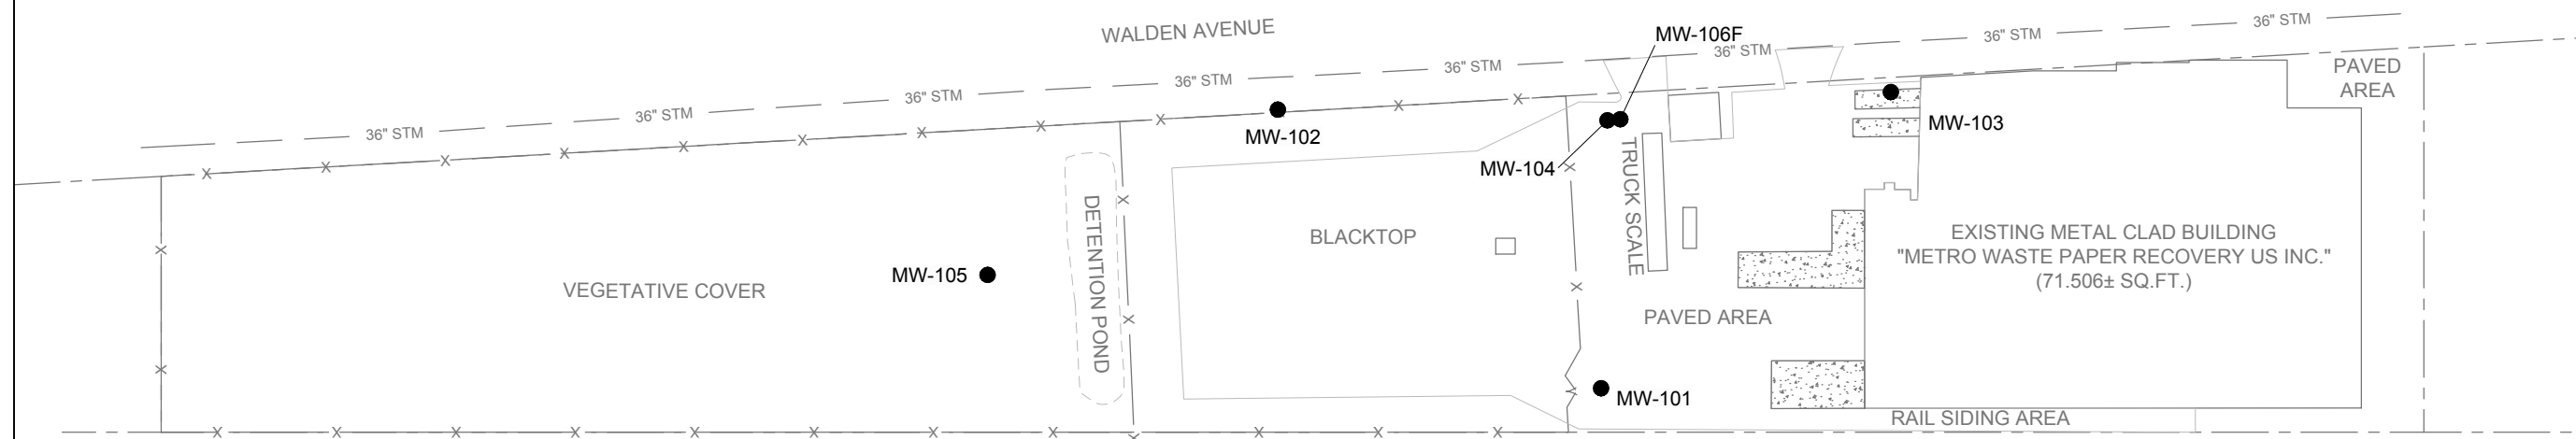 WALDEN AVENUE
36" STM
36" STM
36" STM
36" STM
36" STM
36" STM
36" STM
36" STM
MW-106F
PAVED
AREA
MW-102
MW-103
MW-104
TRUCK SCALE
DETENTION POND
BLACKTOP
EXISTING METAL CLAD BUILDING
"METRO WASTE PAPER RECOVERY US INC."
(71.506± SQ.FT.)
MW-105
VEGETATIVE COVER
PAVED AREA
MW-101
RAIL SIDING AREA